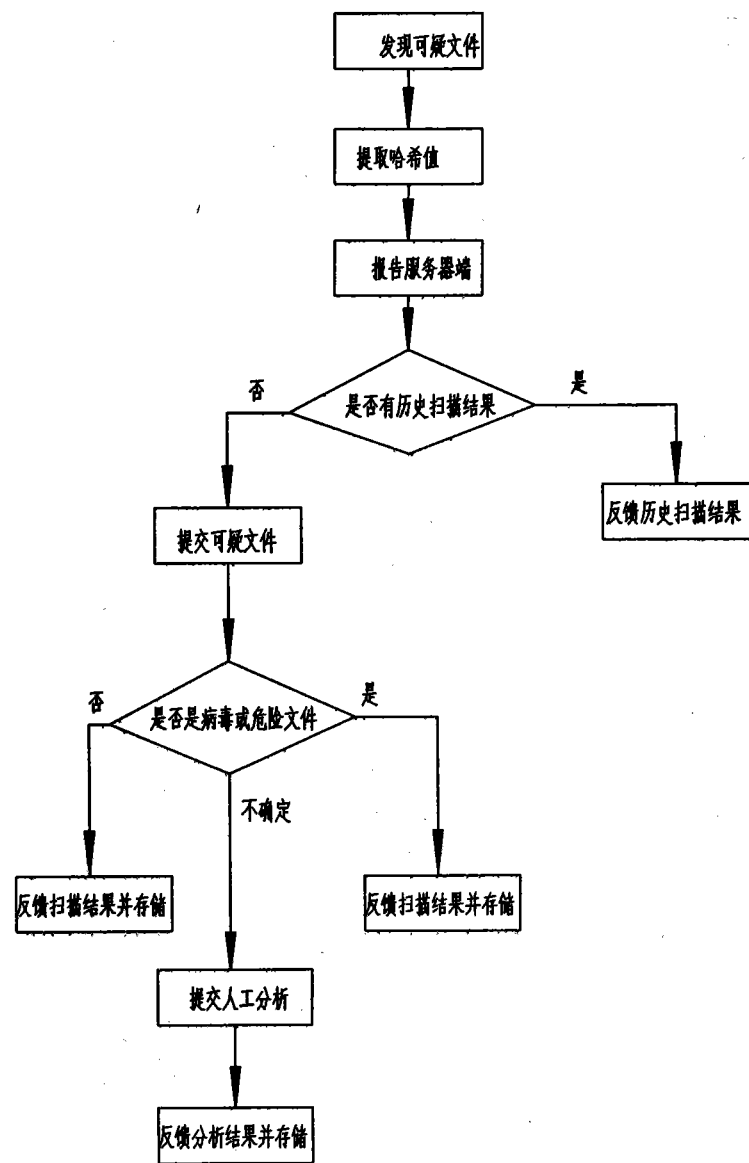 发现可疑文件
提取哈希值
报告服务器端
否
是
是否有历史扫描结果
反馈历史扫描结果
提交可疑文件
否
是
是否是病毒或危险文件
不确定
反馈扫描结果并存储
反馈扫描结果并存储
提交人工分析
反馈分析结果并存储